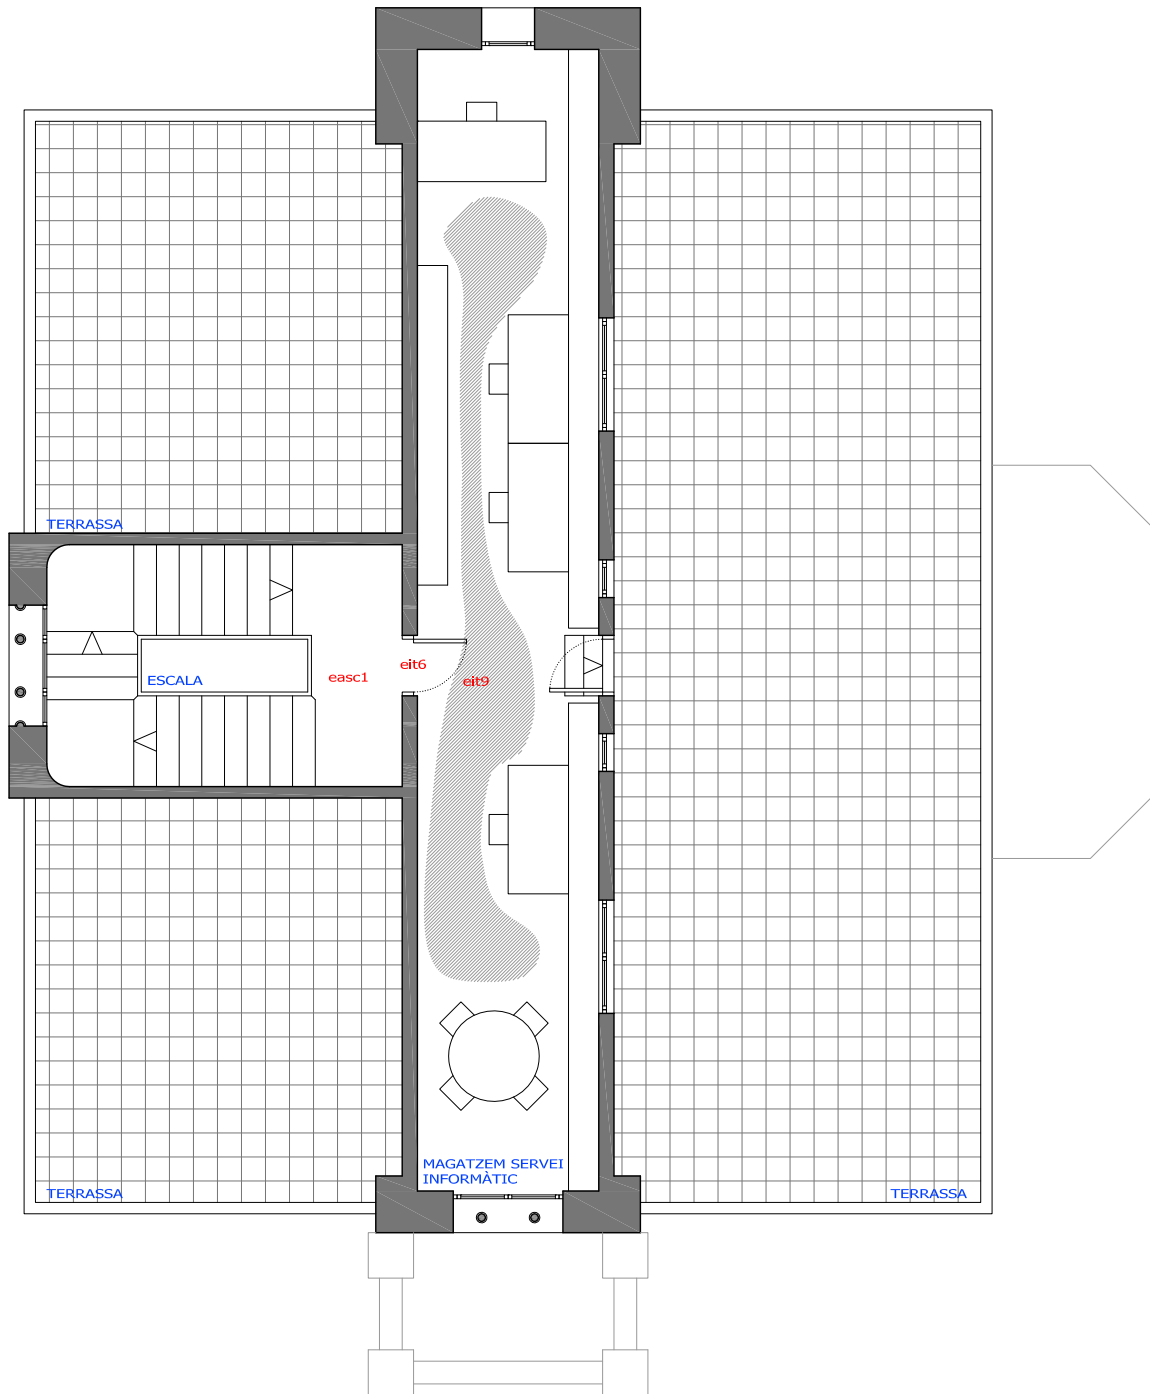 TERRASSA
ESCALA
easc1
eit6
eit9
MAGATZEM SERVEI
INFORMÀTIC
TERRASSA
TERRASSA